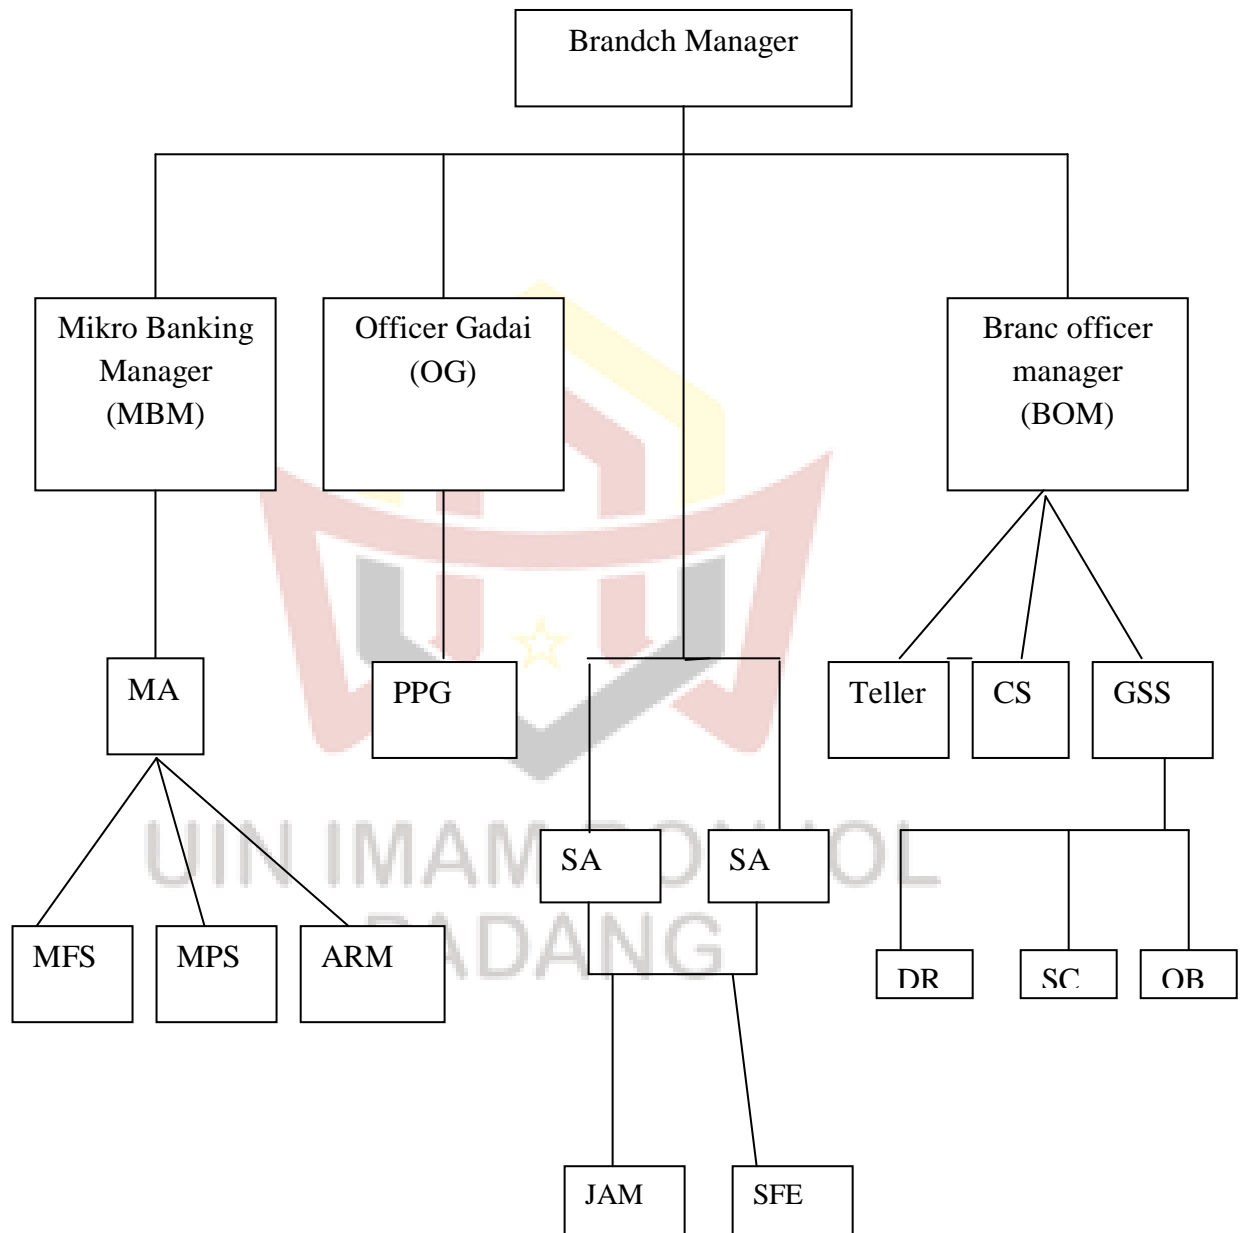 Brandch Manager
Mikro Banking
Manager
(MBM)
Officer Gadai
(OG)
Branc officer
manager
(BOM)
MA
PPG
Teller
CS
GSS
SA
SA
MFS
MPS
ARM
DR
SC
OB
JAM
SFE
UIN IMAM BONJOL
PADANG